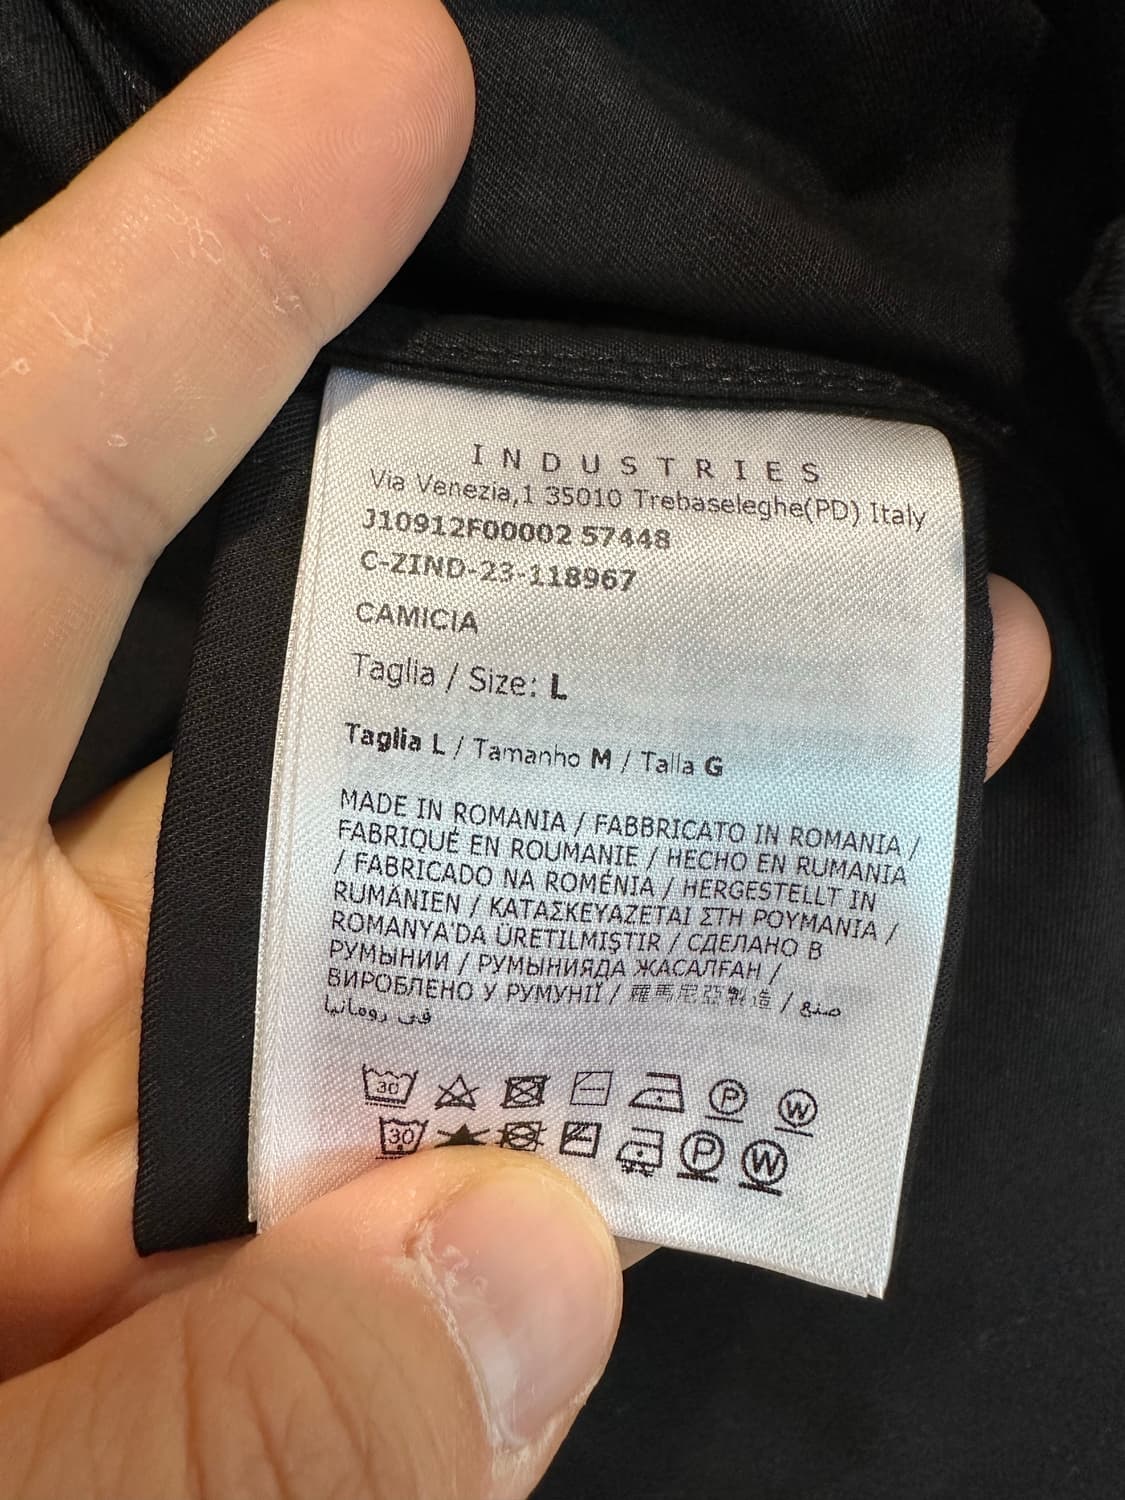 INDUSTRIES
Via Venezia,1 35010 Trebaseleghe(PD) Italy
J10912F00002 57448
C-ZIND-23-118967
CAMICIA
Taglia / Size: L
Taglia L / Tamanho M / Talla G
MADE IN ROMANIA / FABBRICATO IN ROMANIA /
FABRIQUÉ EN ROUMANIE / HECHO EN RUMANIA
/ FABRICADO NA ROMÉNIA / HERGESTELLT IN
RUMÄNIEN / ΚΑΤΑΣΚΕΥΑΖΕΤΑΙ ΣΤΗ ΡΟΥΜΑΝΙΑ /
ROMANYA'DA ÜRETILMIŞTIR / СДЕЛАНО В
РУМЫНИИ / РУМЫНИЯДА ЖАСАЛҒАН /
ВИРОБЛЕНО У РУМУНІЇ / 羅馬尼亞製造 / صنع
في رومانيا
30 P W
30 P W